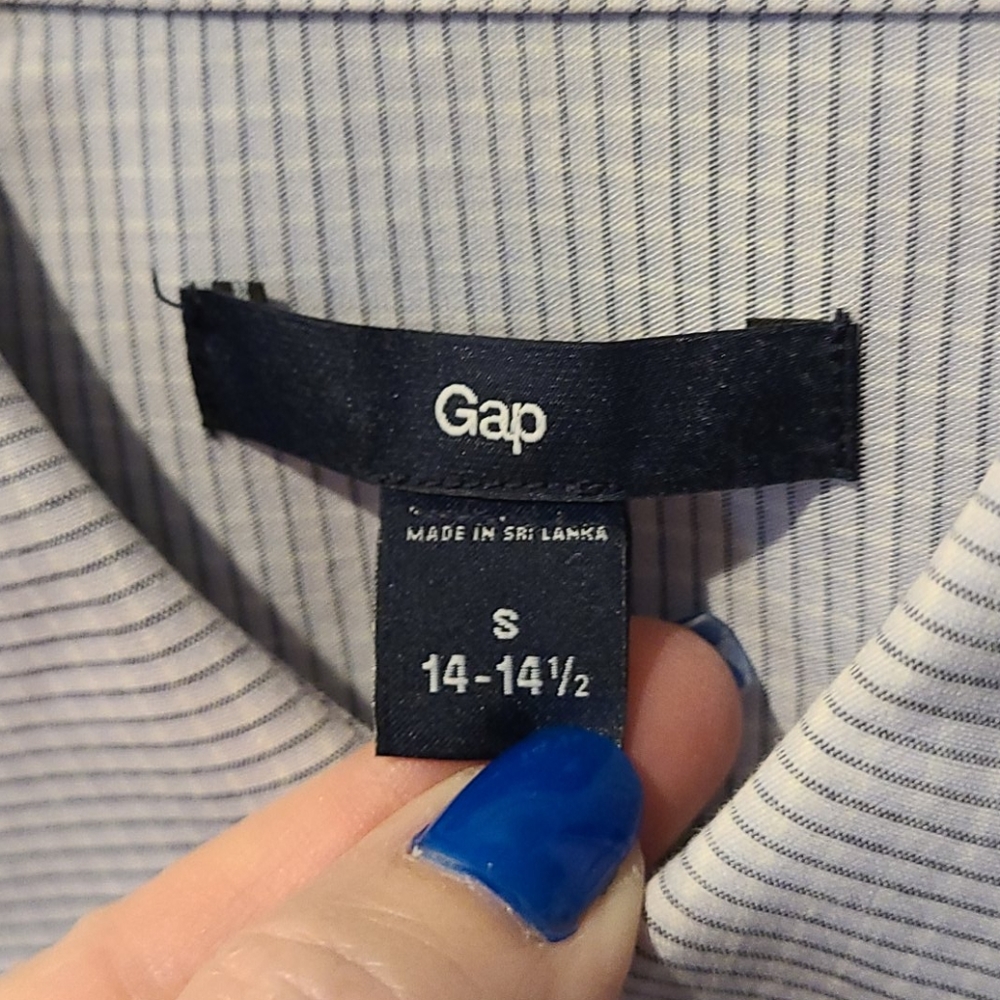 Gap
MADE IN SRI LANKA
S
14-14½